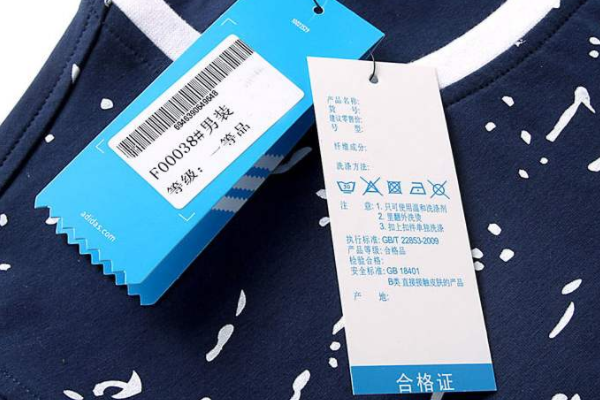 6946390649648
F00038#男装
等级：一等品
adidas.com
产品名称:
货 号:
建议零售价:
号 型:
纤维成分:
洗涤方法:
30
注 意: 1. 只可使用温和洗涤剂
2. 里翻外烫烫
3. 扣上扣件单独洗涤
执行标准: GB/T 22853-2009
产品等级: 合格品
检验合格:
安全标准: GB 18401
B类 直接接触皮肤的产品
产 地:
合格证